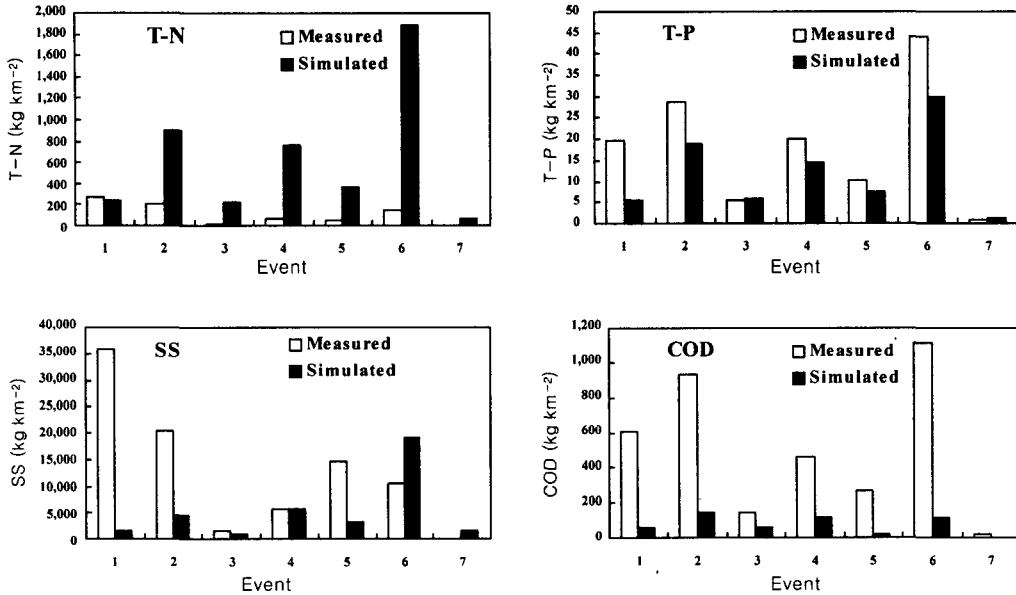 T-N
Measured
Simulated
2,000
1,800
1,600
1,400
1,200
1,000
800
600
400
200
0
T-N (kg km⁻²)
1 2 3 4 5 6 7
Event
T-P
Measured
Simulated
50
45
40
35
30
25
20
15
10
5
0
T-P (kg km⁻²)
1 2 3 4 5 6 7
Event
SS
Measured
Simulated
40,000
35,000
30,000
25,000
20,000
15,000
10,000
5,000
0
SS (kg km⁻²)
1 2 3 4 5 6 7
Event
COD
Measured
Simulated
1,200
1,000
800
600
400
200
0
COD (kg km⁻²)
1 2 3 4 5 6 7
Event